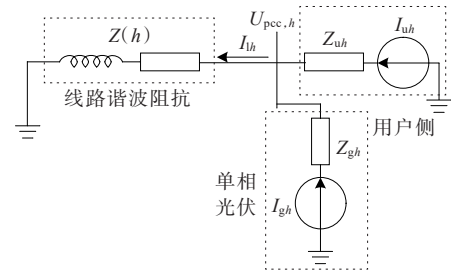 Z(h)
U_pcc,h
I_lh
Z_uh
I_uh
线路谐波阻抗
用户侧
Z_gh
单相
光伏
I_gh